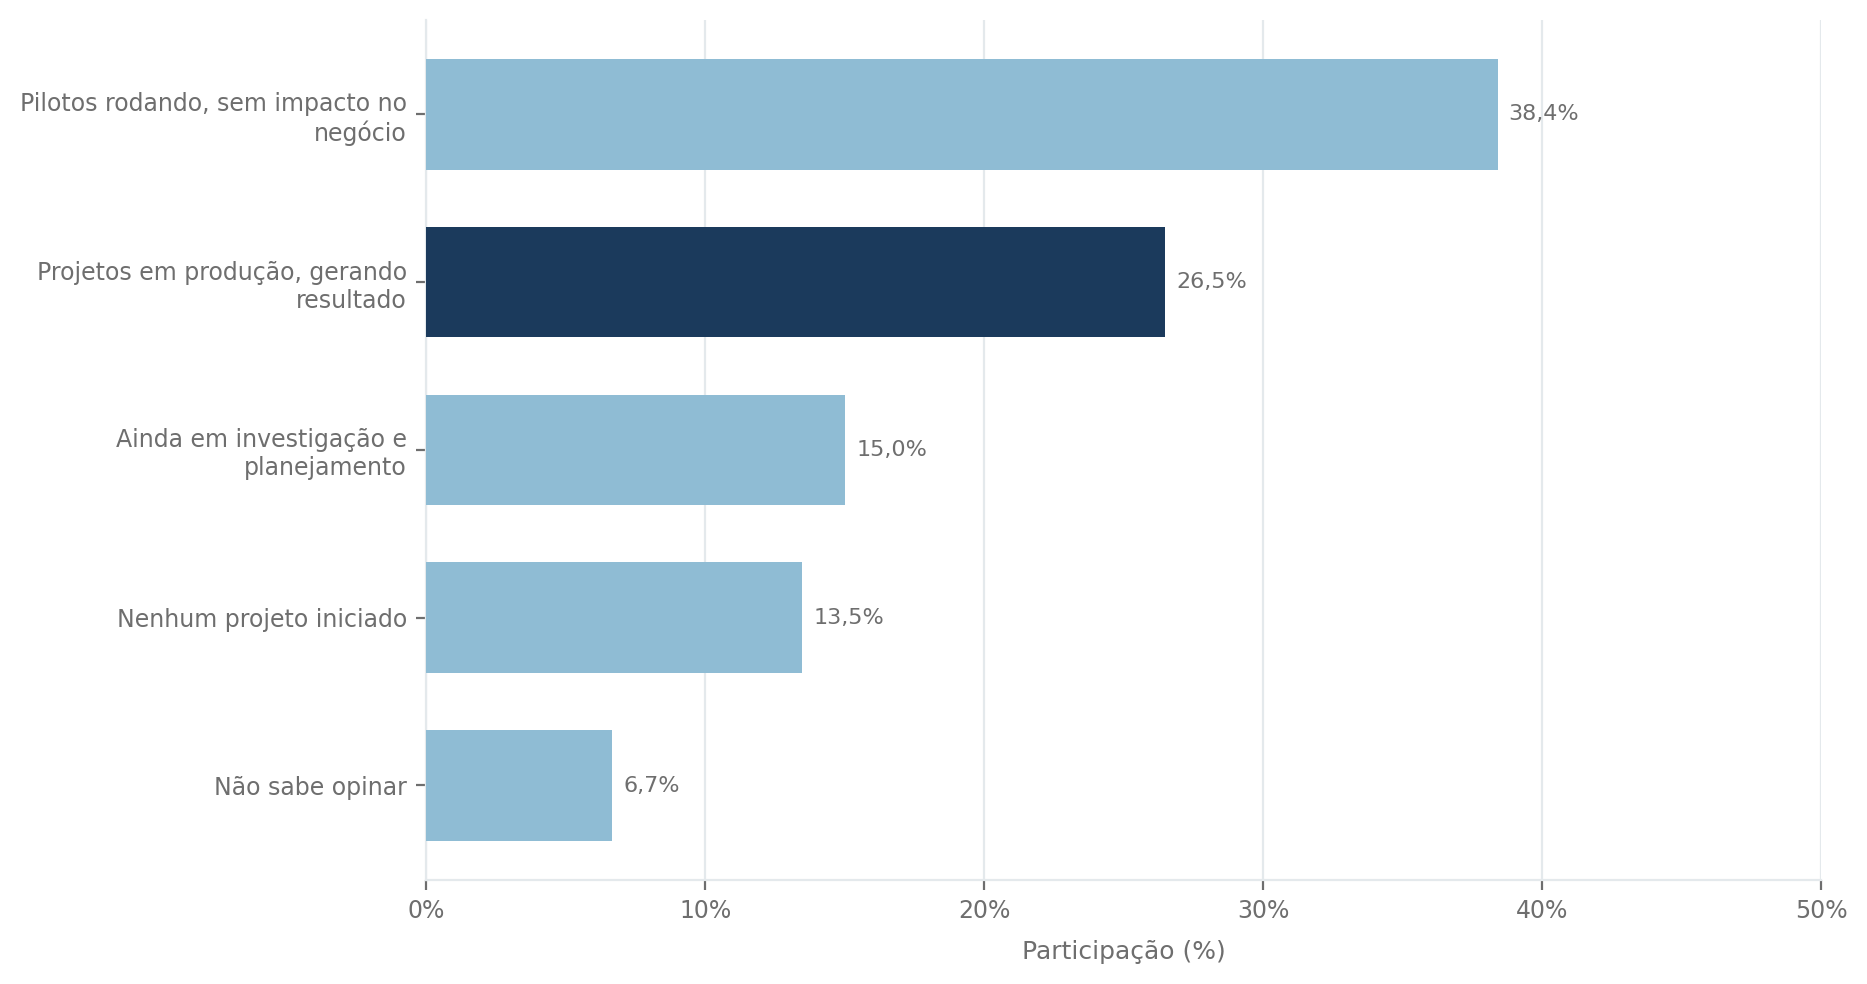 Pilotos rodando, sem impacto no
negócio
38,4%
Projetos em produção, gerando
resultado
26,5%
Ainda em investigação e
planejamento
15,0%
Nenhum projeto iniciado
13,5%
Não sabe opinar
6,7%
0%
10%
20%
30%
40%
50%
Participação (%)